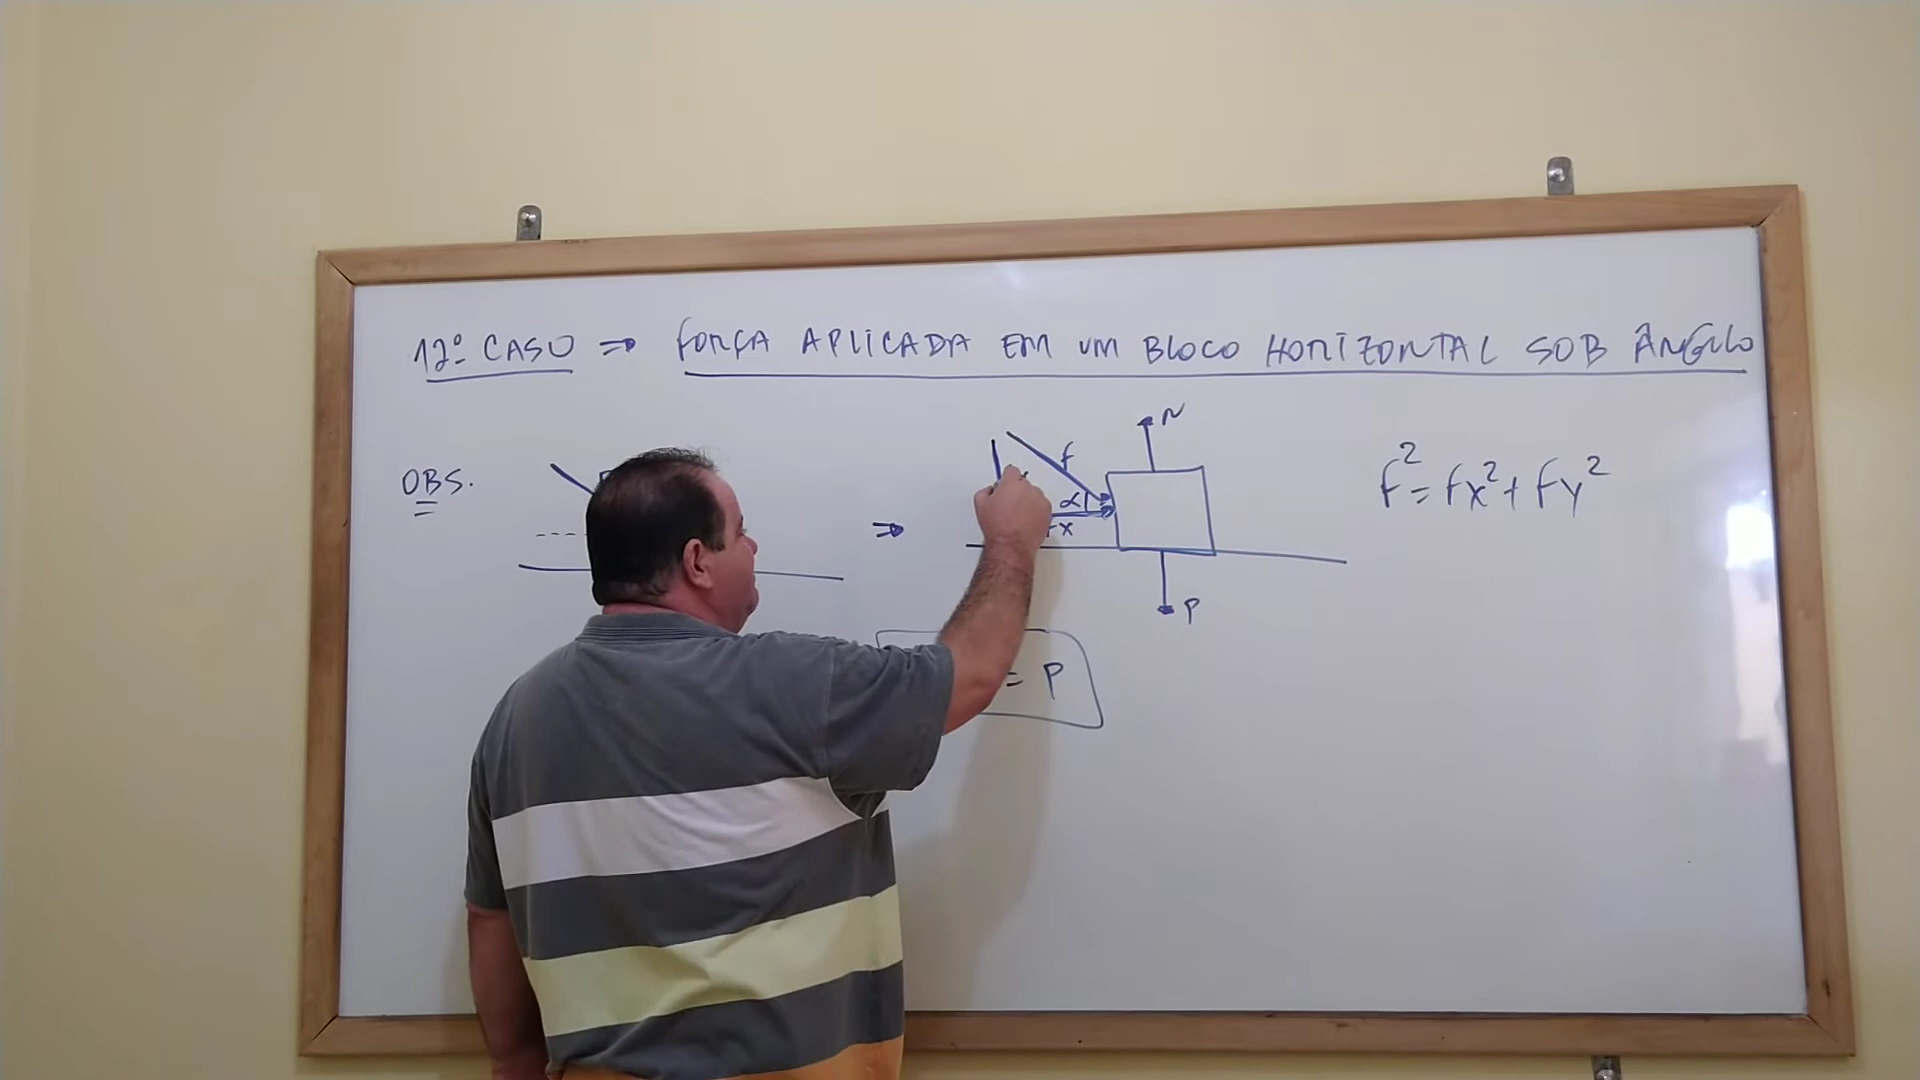 12º CASO ⇒ FORÇA APLICADA EM UM BLOCO HORIZONTAL SOB ÂNGULO
OBS.
⇒
N
F
α
x
P
= P
F² = Fx² + Fy²